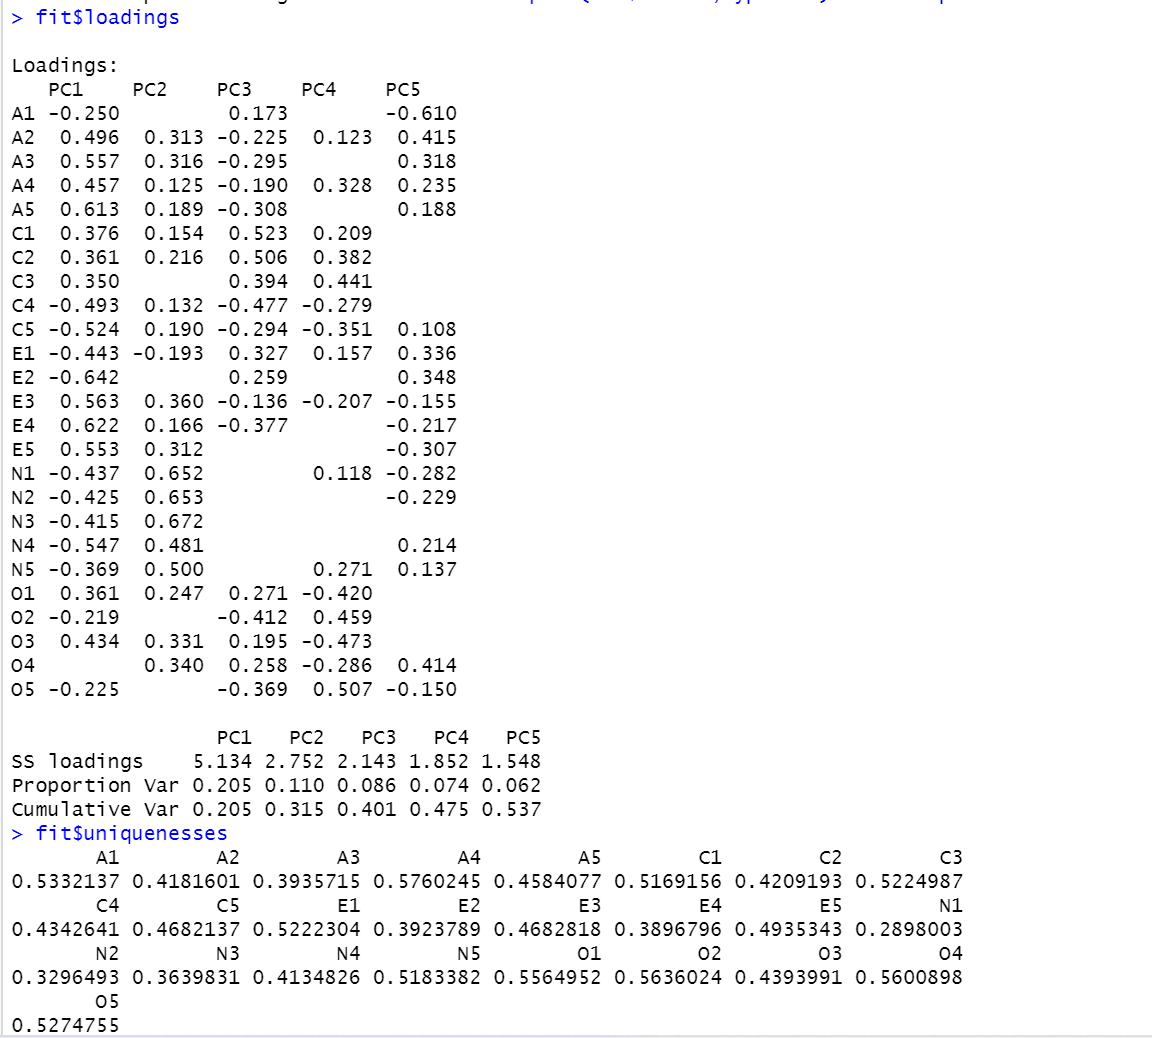 > fit$loadings
Loadings:
   PC1    PC2    PC3    PC4    PC5
A1 -0.250         0.173        -0.610
A2  0.496  0.313 -0.225  0.123  0.415
A3  0.557  0.316 -0.295         0.318
A4  0.457  0.125 -0.190  0.328  0.235
A5  0.613  0.189 -0.308         0.188
C1  0.376  0.154  0.523  0.209
C2  0.361  0.216  0.506  0.382
C3  0.350         0.394  0.441
C4 -0.493  0.132 -0.477 -0.279
C5 -0.524  0.190 -0.294 -0.351  0.108
E1 -0.443 -0.193  0.327  0.157  0.336
E2 -0.642         0.259         0.348
E3  0.563  0.360 -0.136 -0.207 -0.155
E4  0.622  0.166 -0.377        -0.217
E5  0.553  0.312               -0.307
N1 -0.437  0.652         0.118 -0.282
N2 -0.425  0.653               -0.229
N3 -0.415  0.672
N4 -0.547  0.481                0.214
N5 -0.369  0.500         0.271  0.137
O1  0.361  0.247  0.271 -0.420
O2 -0.219        -0.412  0.459
O3  0.434  0.331  0.195 -0.473
O4         0.340  0.258 -0.286  0.414
O5 -0.225        -0.369  0.507 -0.150
                 PC1   PC2   PC3   PC4   PC5
SS loadings    5.134 2.752 2.143 1.852 1.548
Proportion Var 0.205 0.110 0.086 0.074 0.062
Cumulative Var 0.205 0.315 0.401 0.475 0.537
> fit$uniquenesses
       A1        A2        A3        A4        A5        C1        C2        C3
0.5332137 0.4181601 0.3935715 0.5760245 0.4584077 0.5169156 0.4209193 0.5224987
       C4        C5        E1        E2        E3        E4        E5        N1
0.4342641 0.4682137 0.5222304 0.3923789 0.4682818 0.3896796 0.4935343 0.2898003
       N2        N3        N4        N5        O1        O2        O3        O4
0.3296493 0.3639831 0.4134826 0.5183382 0.5564952 0.5636024 0.4393991 0.5600898
       O5
0.5274755